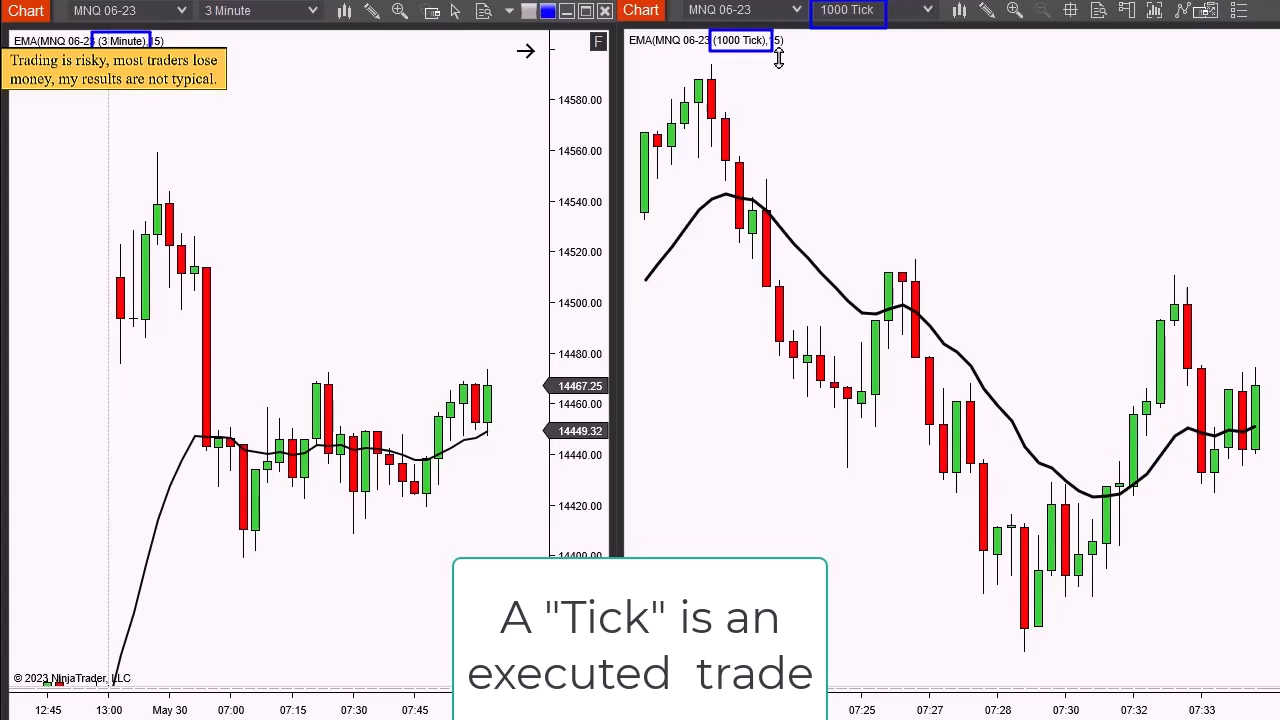 Chart MNQ 06-23 3 Minute
Chart MNQ 06-23 1000 Tick
EMA(MNQ 06-23 (3 Minute),15)
F
EMA(MNQ 06-23 (1000 Tick),15)
Trading is risky, most traders lose
money, my results are not typical.
14580.00
14560.00
14540.00
14520.00
14500.00
14480.00
14467.25
14460.00
14449.32
14440.00
14420.00
14400.00
A "Tick" is an
executed trade
© 2023 NinjaTrader, LLC
12:45 13:00 May 30 07:00 07:15 07:30 07:45
07:25 07:27 07:28 07:30 07:32 07:33